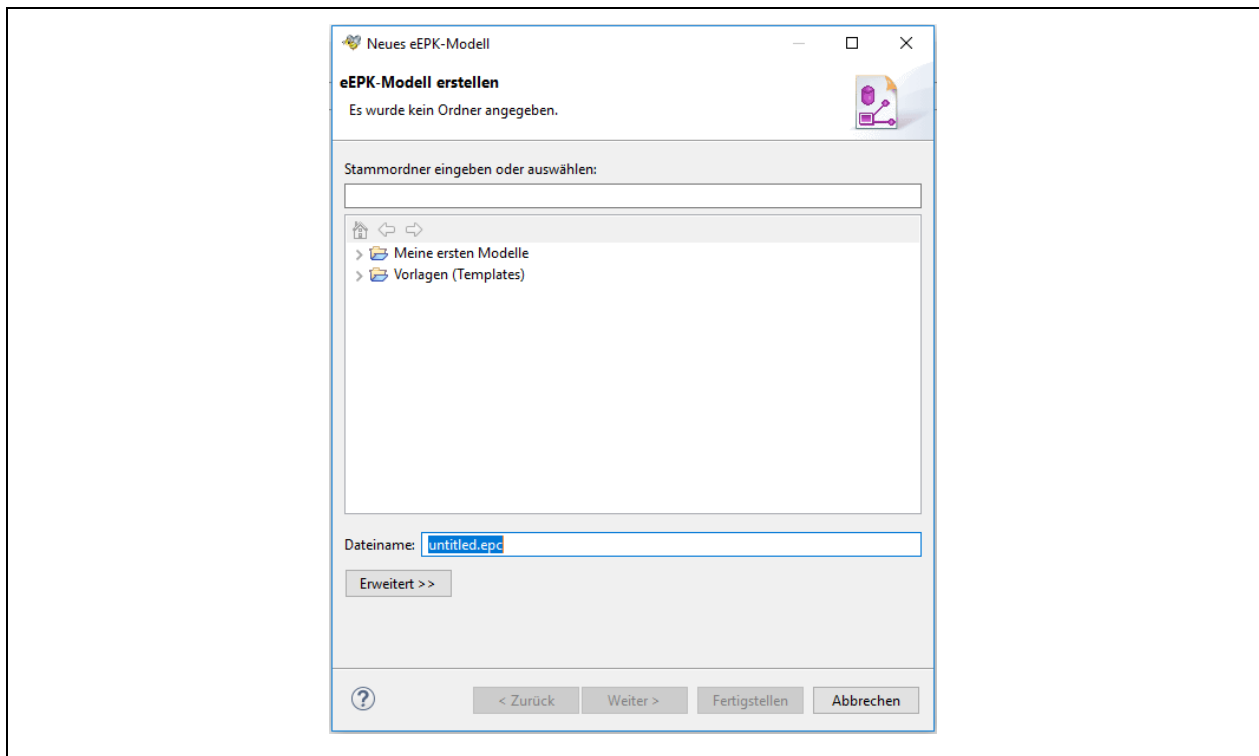 Neues eEPK-Modell
eEPK-Modell erstellen
Es wurde kein Ordner angegeben.
Stammordner eingeben oder auswählen:
Meine ersten Modelle
Vorlagen (Templates)
Dateiname: untitled.epc
Erweitert >>
? < Zurück Weiter > Fertigstellen Abbrechen